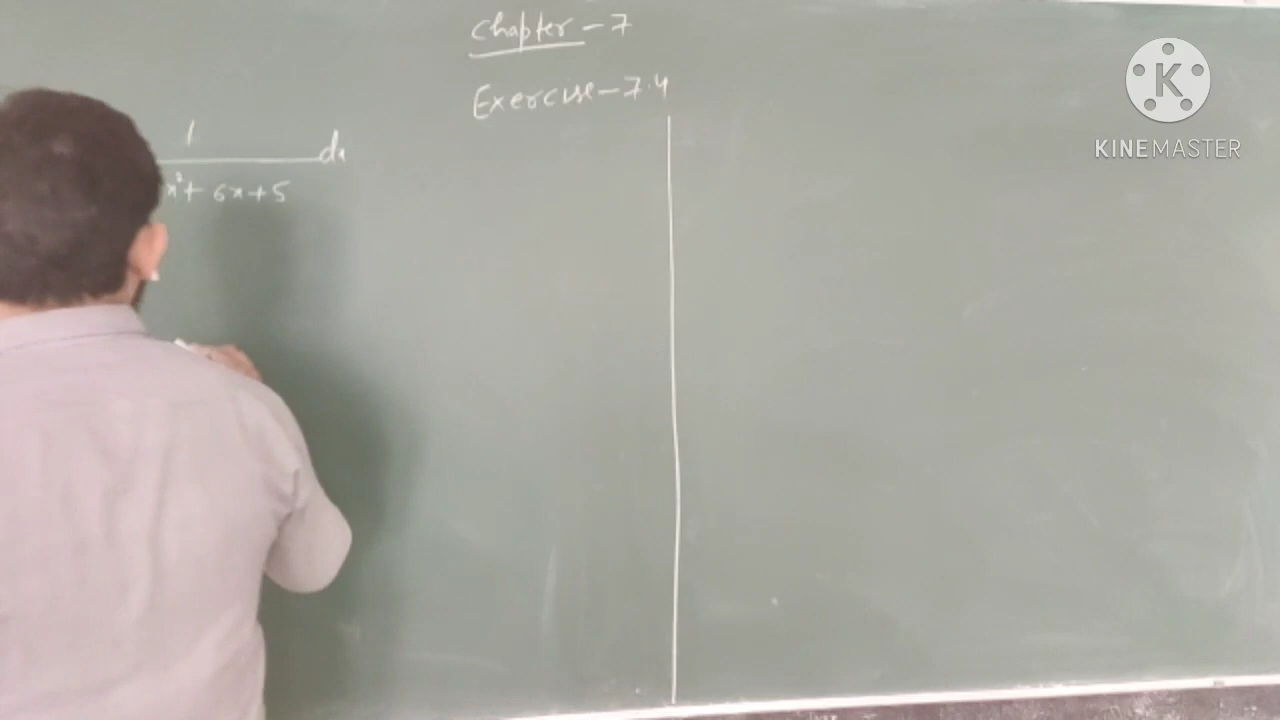 Chapter - 7
Exercise - 7.4
1
dx
x² + 6x + 5
K
KINEMASTER